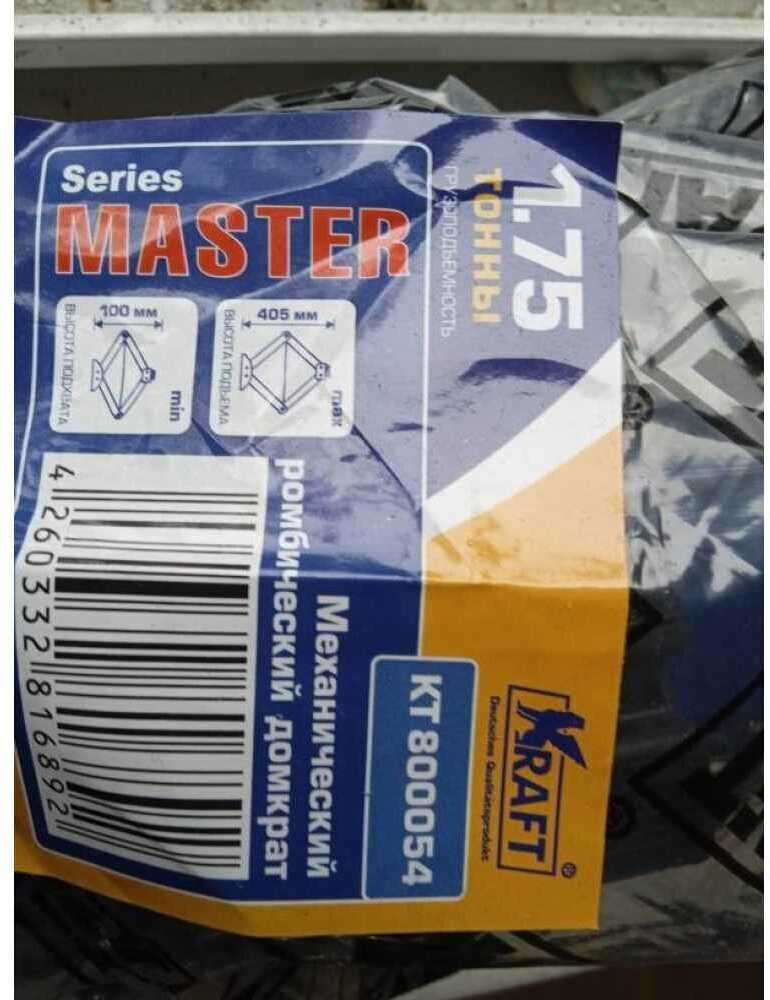 KRAFT®
Deutsches Qualitätsprodukt
1.75
ТОННЫ
ГРУЗОПОДЪЕМНОСТЬ
KT 800054
Series
MASTER
Механический
ромбический домкрат
100 мм
ВЫСОТА ПОДХВАТА
min
405 мм
ВЫСОТА ПОДЪЕМА
max
4 260332 816892